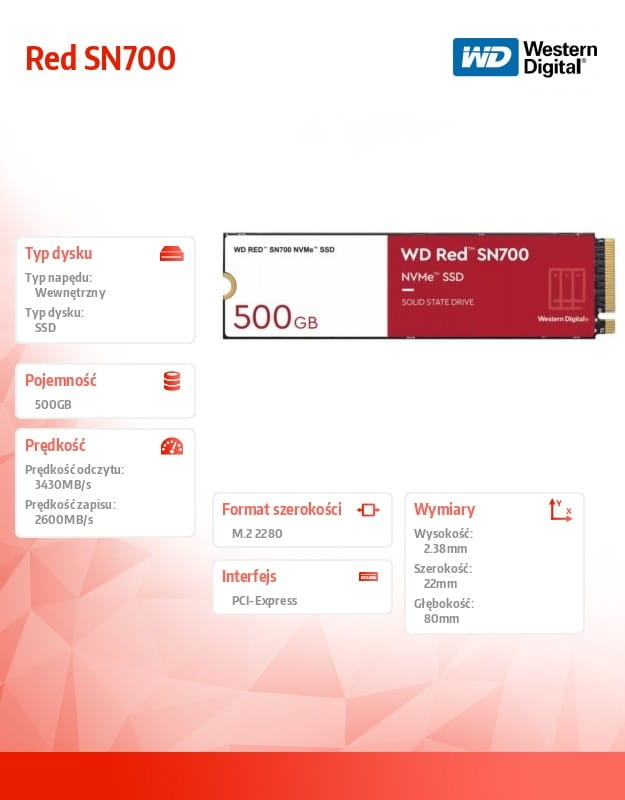 Red SN700
WD Western
Digital®
Typ dysku
Typ napędu:
Wewnętrzny
Typ dysku:
SSD
WD RED™ SN700 NVMe™ SSD
500GB
WD Red™ SN700
NVMe™ SSD
SOLID STATE DRIVE
Western Digital®
Pojemność
500GB
Prędkość
Prędkość odczytu:
3430MB/s
Prędkość zapisu:
2600MB/s
Format szerokości
M.2 2280
Interfejs
PCI-Express
Wymiary
Y
X
Wysokość:
2.38mm
Szerokość:
22mm
Głębokość:
80mm